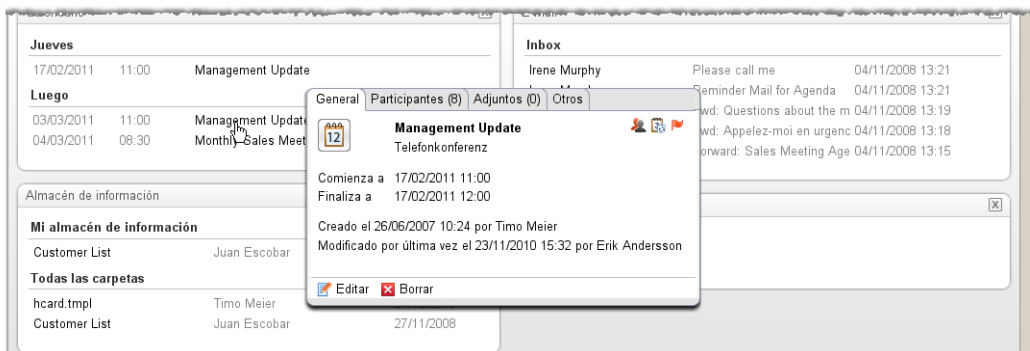 Jueves
17/02/2011 11:00 Management Update
Luego
03/03/2011 11:00 Management Update
04/03/2011 08:30 Monthly Sales Meet
Inbox
Irene Murphy Please call me 04/11/2008 13:21
Reminder Mail for Agenda 04/11/2008 13:21
wd: Questions about the m 04/11/2008 13:19
wd: Appelez-moi en urgenc 04/11/2008 13:18
orward: Sales Meeting Age 04/11/2008 13:15
General Participantes (8) Adjuntos (0) Otros
12
Management Update
Telefonkonferenz
Comienza a 17/02/2011 11:00
Finaliza a 17/02/2011 12:00
Creado el 26/06/2007 10:24 por Timo Meier
Modificado por última vez el 23/11/2010 15:32 por Erik Andersson
Editar Borrar
Almacén de información
Mi almacén de información
Customer List Juan Escobar
Todas las carpetas
hcard.tmpl Timo Meier
Customer List Juan Escobar 27/11/2008